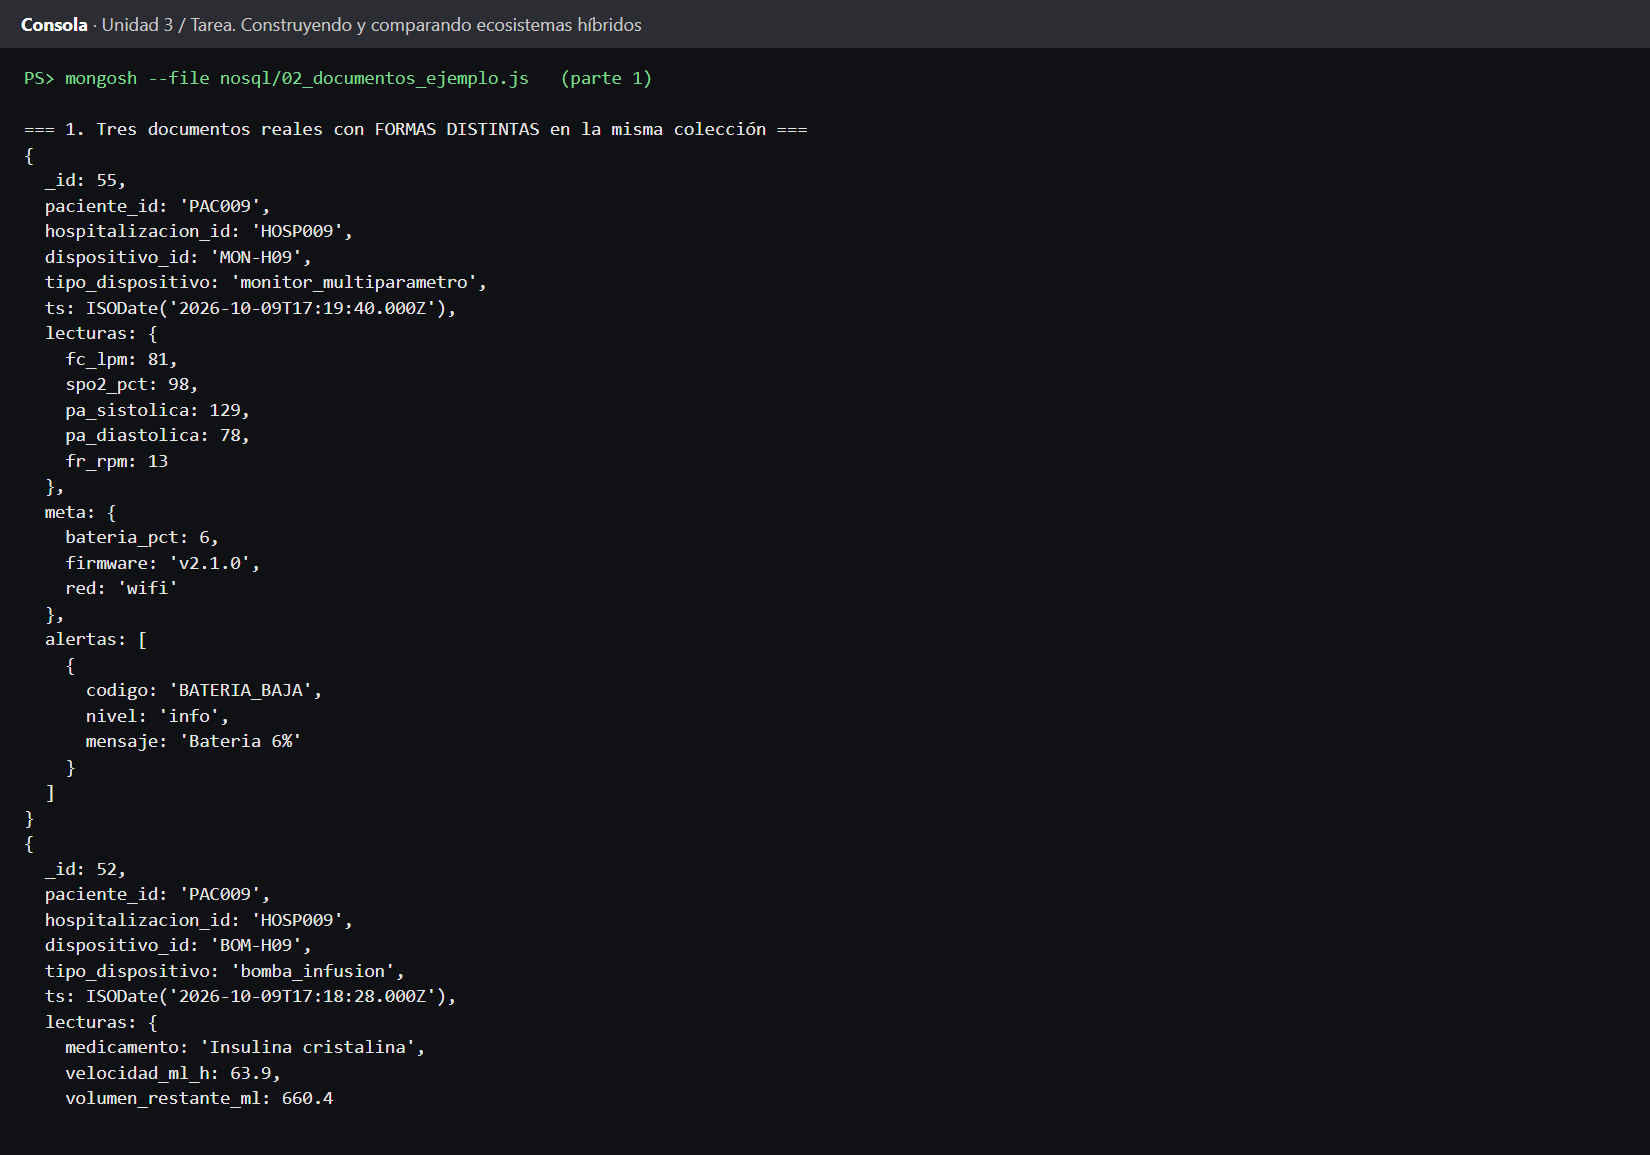 Consola · Unidad 3 / Tarea. Construyendo y comparando ecosistemas híbridos
PS> mongosh --file nosql/02_documentos_ejemplo.js   (parte 1)
=== 1. Tres documentos reales con FORMAS DISTINTAS en la misma colección ===
{
  _id: 55,
  paciente_id: 'PAC009',
  hospitalizacion_id: 'HOSP009',
  dispositivo_id: 'MON-H09',
  tipo_dispositivo: 'monitor_multiparametro',
  ts: ISODate('2026-10-09T17:19:40.000Z'),
  lecturas: {
    fc_lpm: 81,
    spo2_pct: 98,
    pa_sistolica: 129,
    pa_diastolica: 78,
    fr_rpm: 13
  },
  meta: {
    bateria_pct: 6,
    firmware: 'v2.1.0',
    red: 'wifi'
  },
  alertas: [
    {
      codigo: 'BATERIA_BAJA',
      nivel: 'info',
      mensaje: 'Bateria 6%'
    }
  ]
}
{
  _id: 52,
  paciente_id: 'PAC009',
  hospitalizacion_id: 'HOSP009',
  dispositivo_id: 'BOM-H09',
  tipo_dispositivo: 'bomba_infusion',
  ts: ISODate('2026-10-09T17:18:28.000Z'),
  lecturas: {
    medicamento: 'Insulina cristalina',
    velocidad_ml_h: 63.9,
    volumen_restante_ml: 660.4